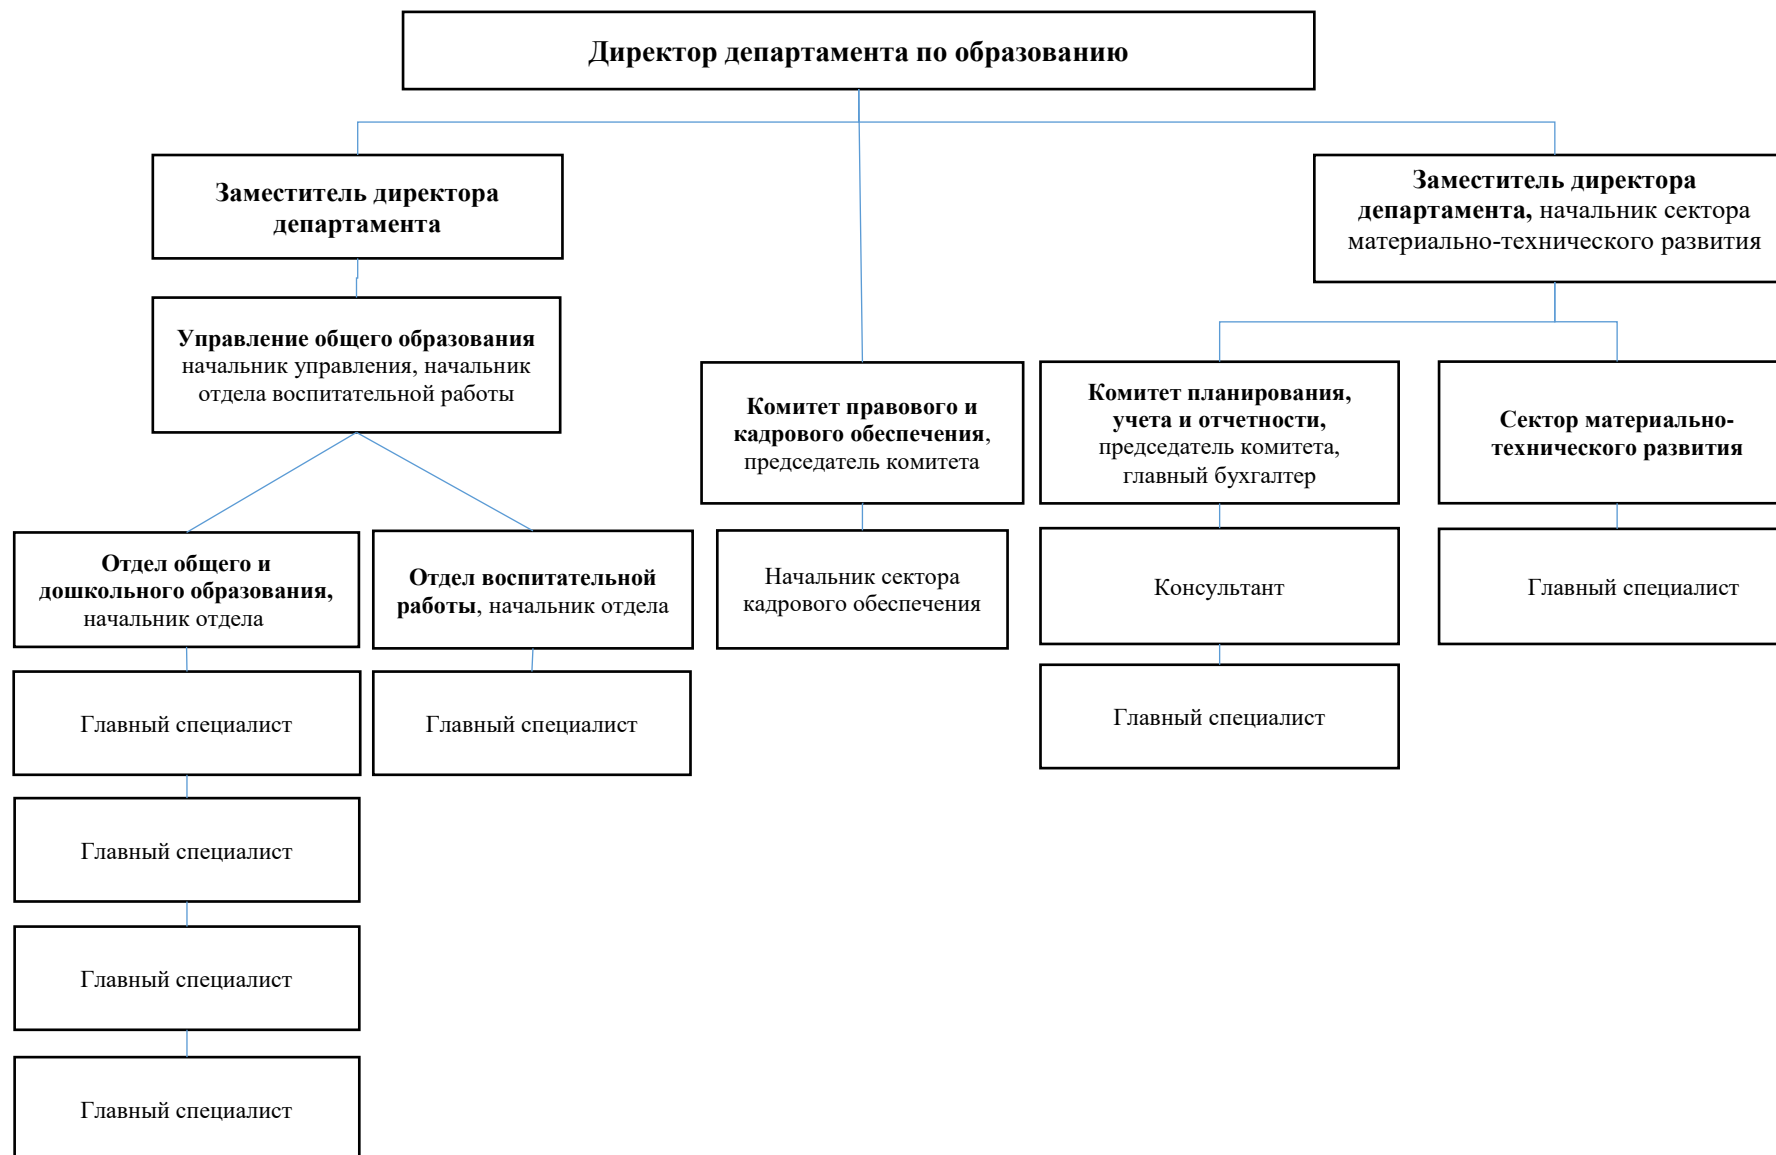 Директор департамента по образованию
Заместитель директора
департамента
Заместитель директора
департамента, начальник сектора
материально-технического развития
Управление общего образования
начальник управления, начальник
отдела воспитательной работы
Комитет правового и
кадрового обеспечения,
председатель комитета
Комитет планирования,
учета и отчетности,
председатель комитета,
главный бухгалтер
Сектор материально-
технического развития
Отдел общего и
дошкольного образования,
начальник отдела
Отдел воспитательной
работы, начальник отдела
Начальник сектора
кадрового обеспечения
Консультант
Главный специалист
Главный специалист
Главный специалист
Главный специалист
Главный специалист
Главный специалист
Главный специалист